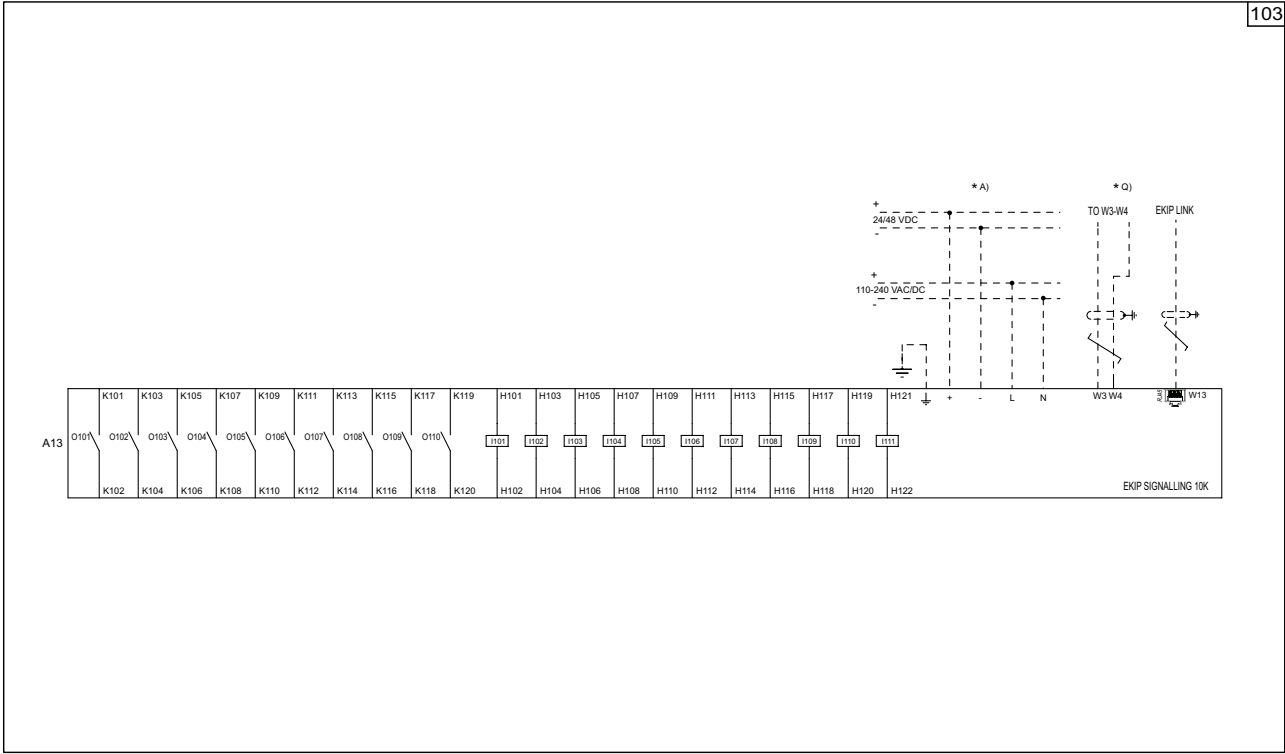 103
* A)
* Q)
+
24/48 VDC
-
TO W3-W4
EKIP LINK
+
110-240 VAC/DC
-
K101 K103 K105 K107 K109 K111 K113 K115 K117 K119 H101 H103 H105 H107 H109 H111 H113 H115 H117 H119 H121 + - L N W3 W4 RJ45 W13
A13 O101 O102 O103 O104 O105 O106 O107 O108 O109 O110 I101 I102 I103 I104 I105 I106 I107 I108 I109 I110 I111
K102 K104 K106 K108 K110 K112 K114 K116 K118 K120 H102 H104 H106 H108 H110 H112 H114 H116 H118 H120 H122 EKIP SIGNALLING 10K